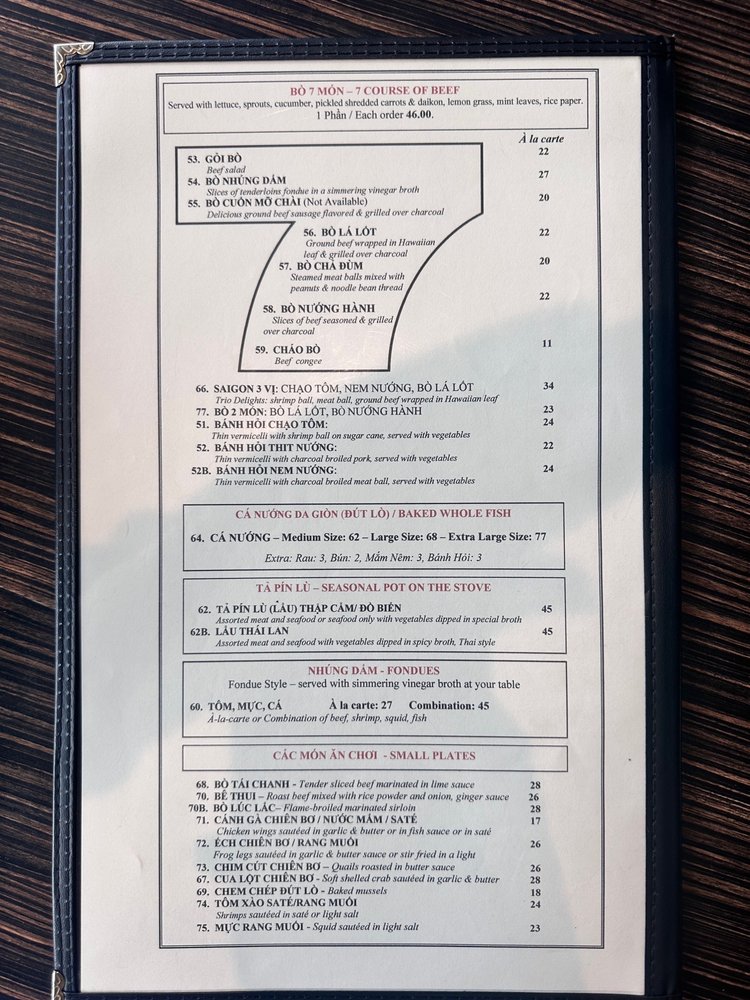 BÒ 7 MÓN – 7 COURSE OF BEEF
Served with lettuce, sprouts, cucumber, pickled shredded carrots & daikon, lemon grass, mint leaves, rice paper.
1 Phần / Each order 46.00.
À la carte
53. GỎI BÒ 22
Beef salad
54. BÒ NHÚNG DẤM 27
Slices of tenderloins fondue in a simmering vinegar broth
55. BÒ CUỐN MỠ CHÀI (Not Available) 20
Delicious ground beef sausage flavored & grilled over charcoal
56. BÒ LÁ LỐT 22
Ground beef wrapped in Hawaiian
leaf & grilled over charcoal
57. BÒ CHẢ ĐÙM 20
Steamed meat balls mixed with
peanuts & noodle bean thread
58. BÒ NƯỚNG HÀNH 22
Slices of beef seasoned & grilled
over charcoal
59. CHÁO BÒ 11
Beef congee
66. SAIGON 3 VỊ: CHẠO TÔM, NEM NƯỚNG, BÒ LÁ LỐT 34
Trio Delights: shrimp ball, meat ball, ground beef wrapped in Hawaiian leaf
77. BÒ 2 MÓN: BÒ LÁ LỐT, BÒ NƯỚNG HÀNH 23
51. BÁNH HỎI CHẠO TÔM: 24
Thin vermicelli with shrimp ball on sugar cane, served with vegetables
52. BÁNH HỎI THỊT NƯỚNG: 22
Thin vermicelli with charcoal broiled pork, served with vegetables
52B. BÁNH HỎI NEM NƯỚNG: 24
Thin vermicelli with charcoal broiled meat ball, served with vegetables
CÁ NƯỚNG DA GIÒN (ĐÚT LÒ) / BAKED WHOLE FISH
64. CÁ NƯỚNG – Medium Size: 62 – Large Size: 68 – Extra Large Size: 77
Extra: Rau: 3, Bún: 2, Mắm Nêm: 3, Bánh Hỏi: 3
TẢ PÍN LÙ – SEASONAL POT ON THE STOVE
62. TẢ PÍN LÙ (LẨU) THẬP CẨM/ ĐỒ BIỂN 45
Assorted meat and seafood or seafood only with vegetables dipped in special broth
62B. LẨU THÁI LAN 45
Assorted meat and seafood with vegetables dipped in spicy broth, Thai style
NHÚNG DẤM - FONDUES
Fondue Style – served with simmering vinegar broth at your table
60. TÔM, MỰC, CÁ À la carte: 27 Combination: 45
À-la-carte or Combination of beef, shrimp, squid, fish
CÁC MÓN ĂN CHƠI - SMALL PLATES
68. BÒ TÁI CHANH - Tender sliced beef marinated in lime sauce 28
70. BÊ THUI – Roast beef mixed with rice powder and onion, ginger sauce 26
70B. BÒ LÚC LẮC– Flame-broiled marinated sirloin 28
71. CÁNH GÀ CHIÊN BƠ / NƯỚC MẮM / SATÉ 17
Chicken wings sautéed in garlic & butter or in fish sauce or in saté
72. ẾCH CHIÊN BƠ / RANG MUỐI 26
Frog legs sautéed in garlic & butter sauce or stir fried in a light
73. CHIM CÚT CHIÊN BƠ – Quails roasted in butter sauce 26
67. CUA LỘT CHIÊN BƠ - Soft shelled crab sautéed in garlic & butter 28
69. CHEM CHÉP ĐÚT LÒ - Baked mussels 18
74. TÔM XÀO SATÉ/RANG MUỐI 24
Shrimps sautéed in saté or light salt
75. MỰC RANG MUỐI - Squid sautéed in light salt 23